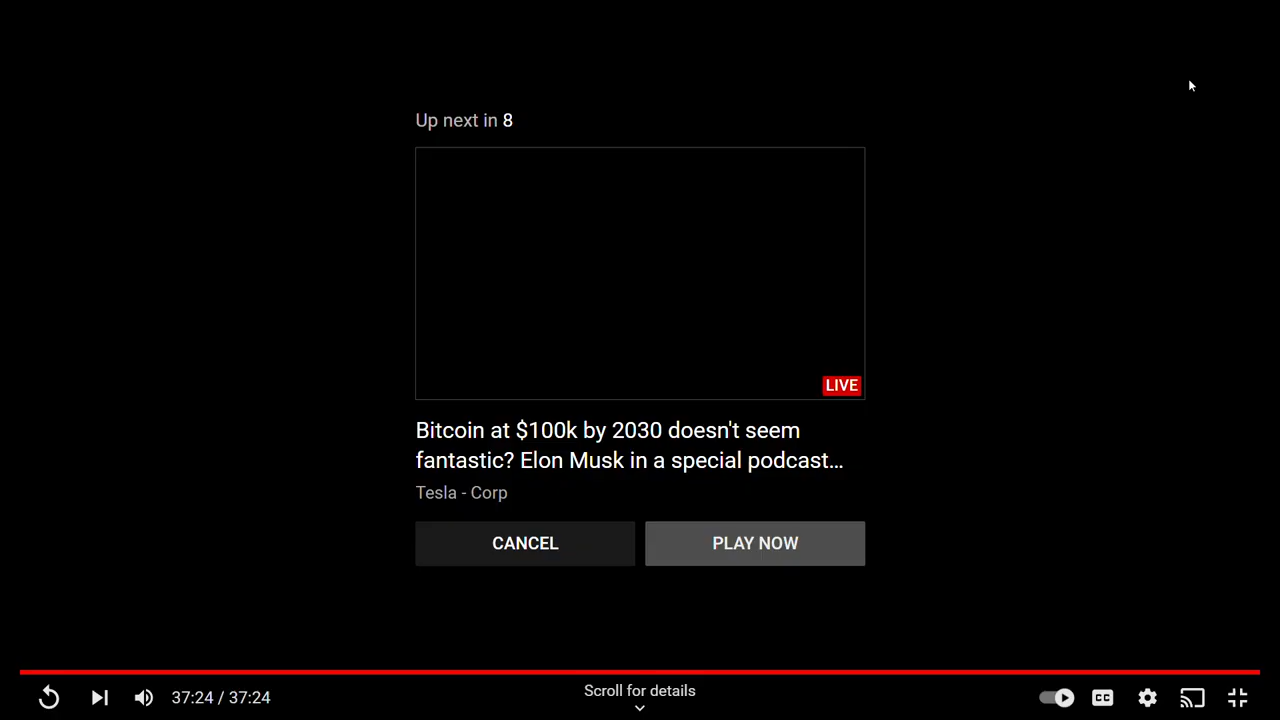 Up next in 8
LIVE
Bitcoin at $100k by 2030 doesn't seem
fantastic? Elon Musk in a special podcast...
Tesla - Corp
CANCEL
PLAY NOW
37:24 / 37:24
Scroll for details
CC